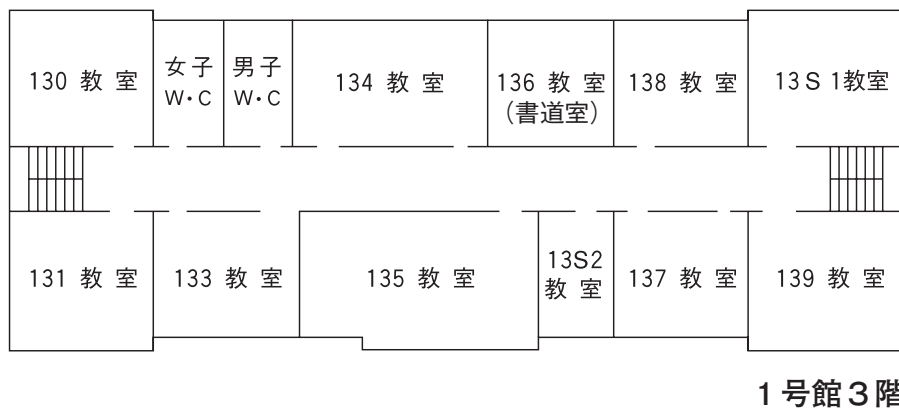 130 教 室
女 子
W・C
男 子
W・C
134 教 室
136 教 室
（書道室）
138 教 室
13S 1教室
131 教 室
133 教 室
135 教 室
13S2
教 室
137 教 室
139 教 室
1号館3階